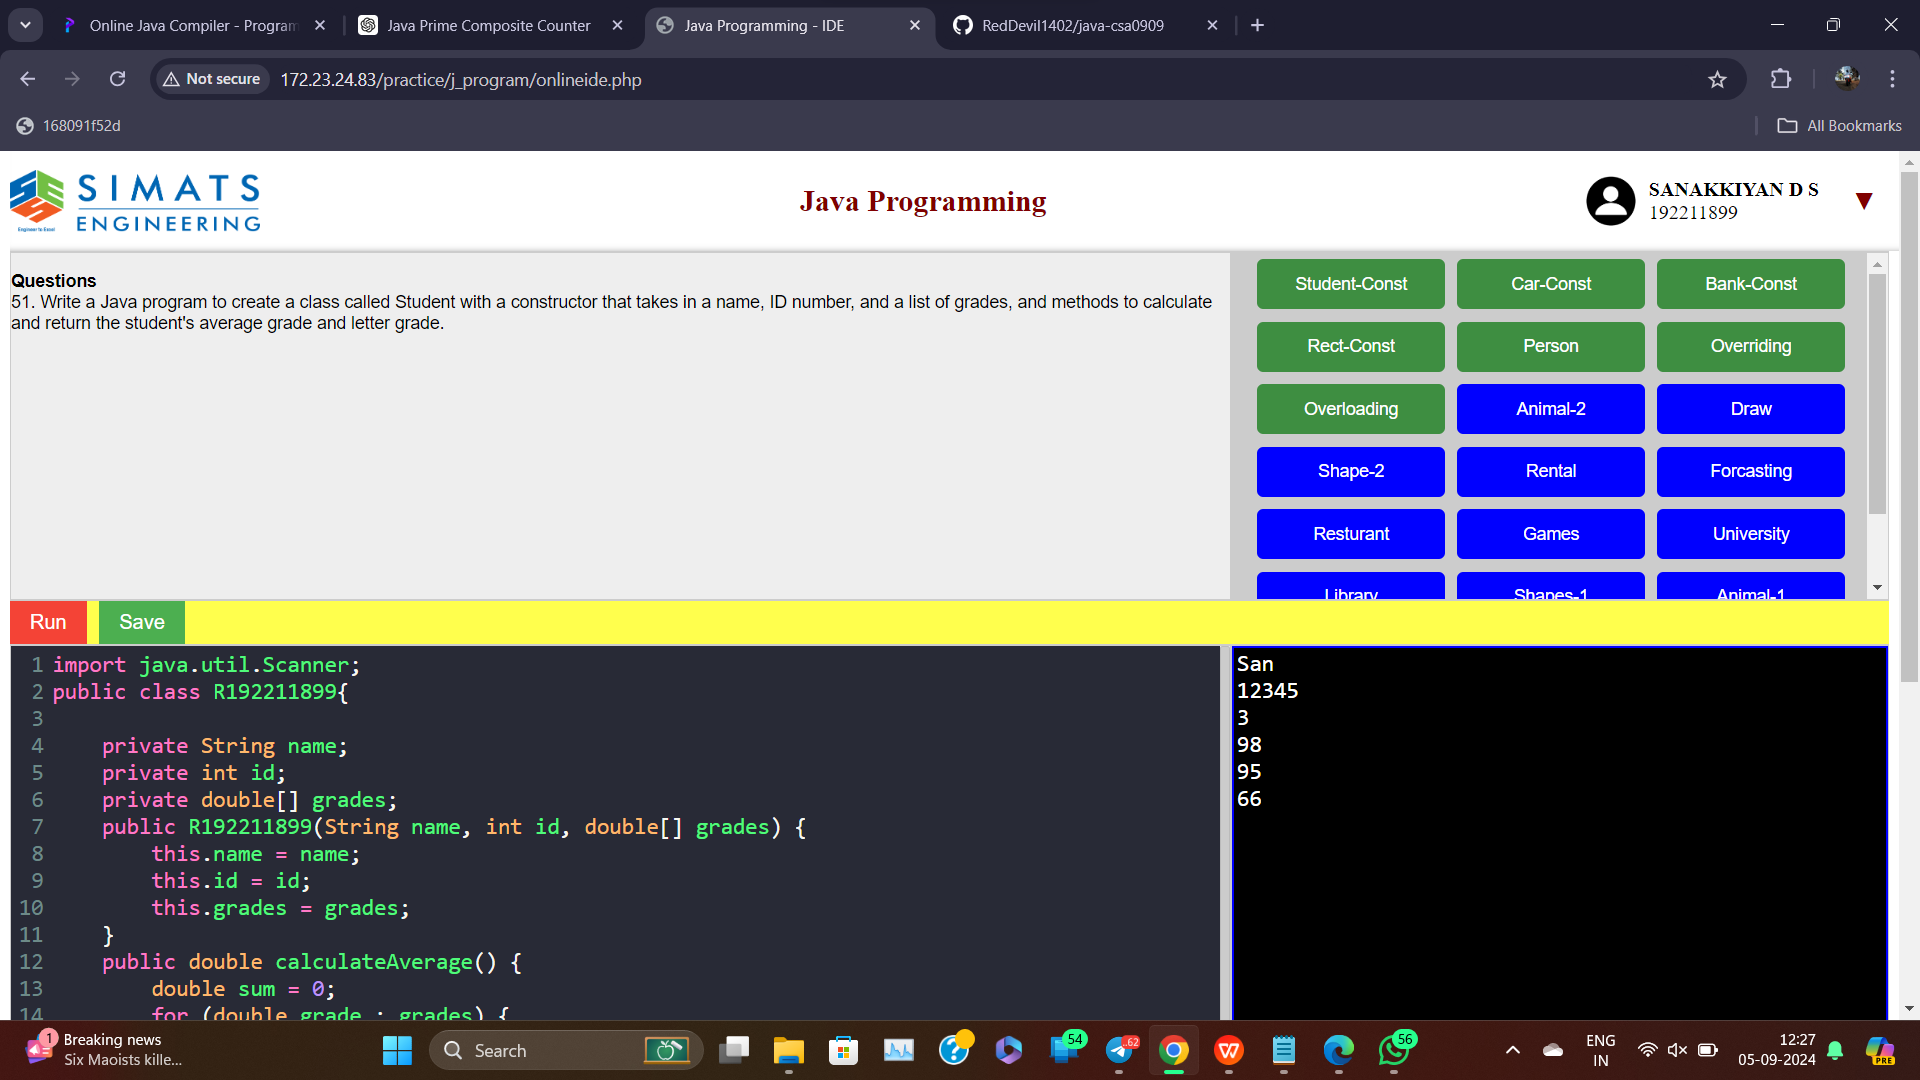 Online Java Compiler - Program
Java Prime Composite Counter
Java Programming - IDE
RedDevil1402/java-csa0909
Not secure
172.23.24.83/practice/j_program/onlineide.php
168091f52d
All Bookmarks
SIMATS
ENGINEERING
Engineer to Excel
Java Programming
SANAKKIYAN D S
192211899
Questions
51. Write a Java program to create a class called Student with a constructor that takes in a name, ID number, and a list of grades, and methods to calculate
and return the student's average grade and letter grade.
Student-Const
Car-Const
Bank-Const
Rect-Const
Person
Overriding
Overloading
Animal-2
Draw
Shape-2
Rental
Forcasting
Resturant
Games
University
Library
Shapes-1
Animal-1
Run
Save
1 import java.util.Scanner;
2 public class R192211899{
3
4 private String name;
5 private int id;
6 private double[] grades;
7 public R192211899(String name, int id, double[] grades) {
8 this.name = name;
9 this.id = id;
10 this.grades = grades;
11 }
12 public double calculateAverage() {
13 double sum = 0;
14 for (double grade : grades) {
San
12345
3
98
95
66
1
Breaking news
Six Maoists kille...
Search
54
..62
56
PRE
ENG
IN
12:27
05-09-2024